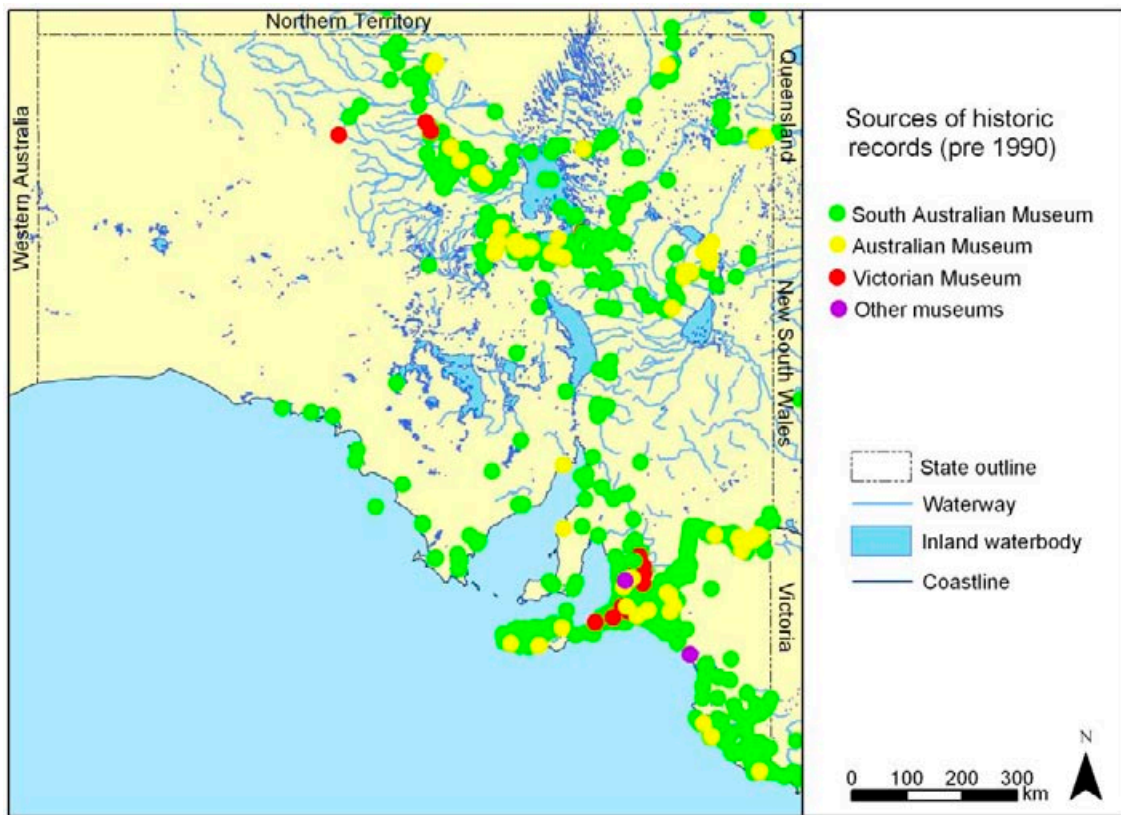 Northern Territory
Queensland
Western Australia
New South Wales
Victoria
Sources of historic
records (pre 1990)
South Australian Museum
Australian Museum
Victorian Museum
Other museums
State outline
Waterway
Inland waterbody
Coastline
N
0 100 200 300
km